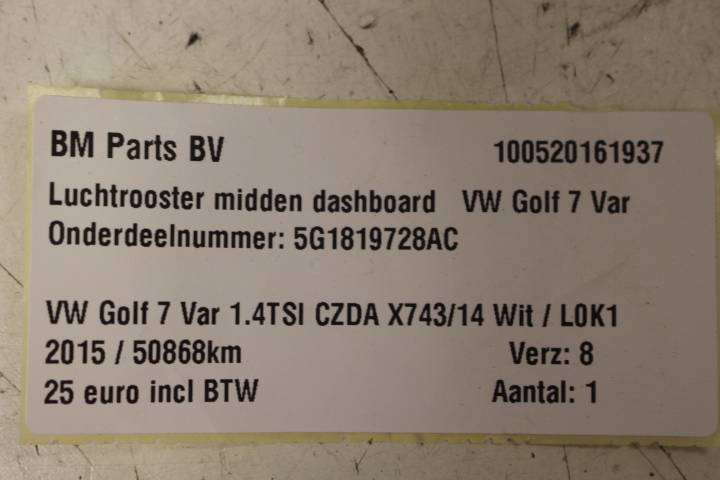 BM Parts BV 100520161937
Luchtrooster midden dashboard VW Golf 7 Var
Onderdeelnummer: 5G1819728AC
VW Golf 7 Var 1.4TSI CZDA X743/14 Wit / L0K1
2015 / 50868km Verz: 8
25 euro incl BTW Aantal: 1